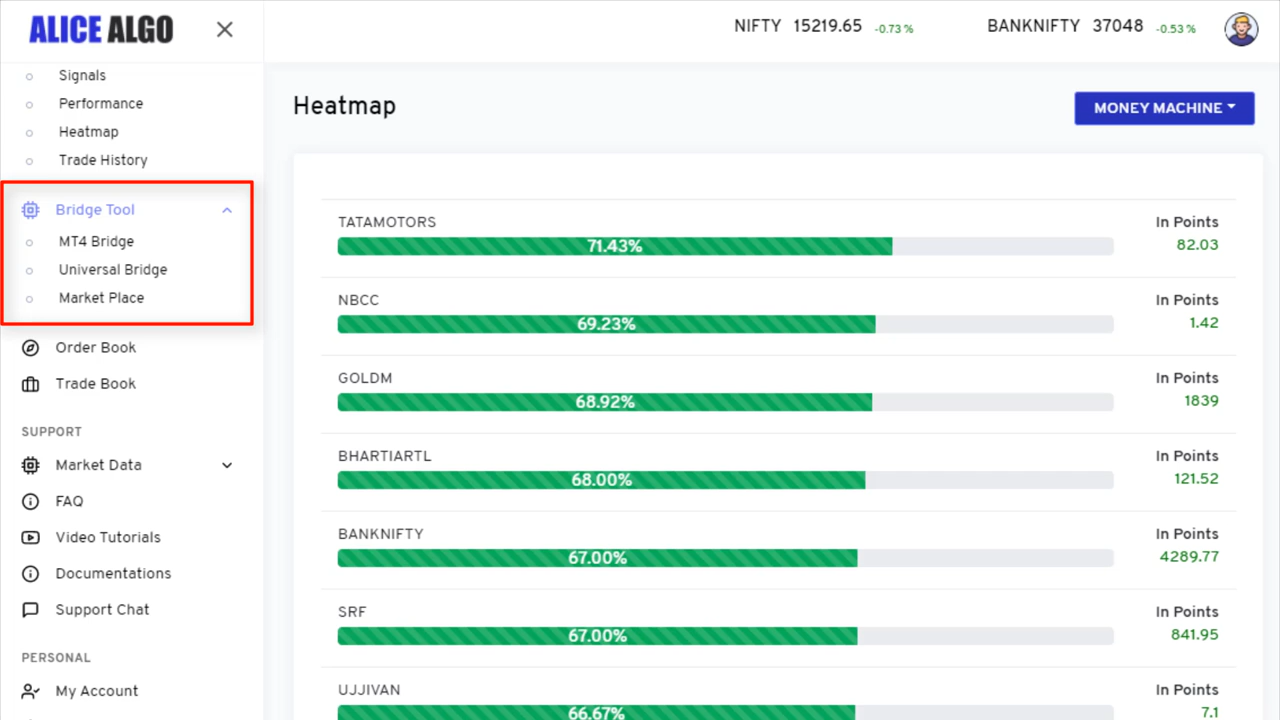 ALICE ALGO
NIFTY 15219.65 -0.73 % BANKNIFTY 37048 -0.53 %
Signals
Performance
Heatmap
Trade History
Bridge Tool
MT4 Bridge
Universal Bridge
Market Place
Order Book
Trade Book
SUPPORT
Market Data
FAQ
Video Tutorials
Documentations
Support Chat
PERSONAL
My Account
Heatmap
MONEY MACHINE
TATAMOTORS In Points
71.43% 82.03
NBCC In Points
69.23% 1.42
GOLDM In Points
68.92% 1839
BHARTIARTL In Points
68.00% 121.52
BANKNIFTY In Points
67.00% 4289.77
SRF In Points
67.00% 841.95
UJJIVAN In Points
66.67% 7.1